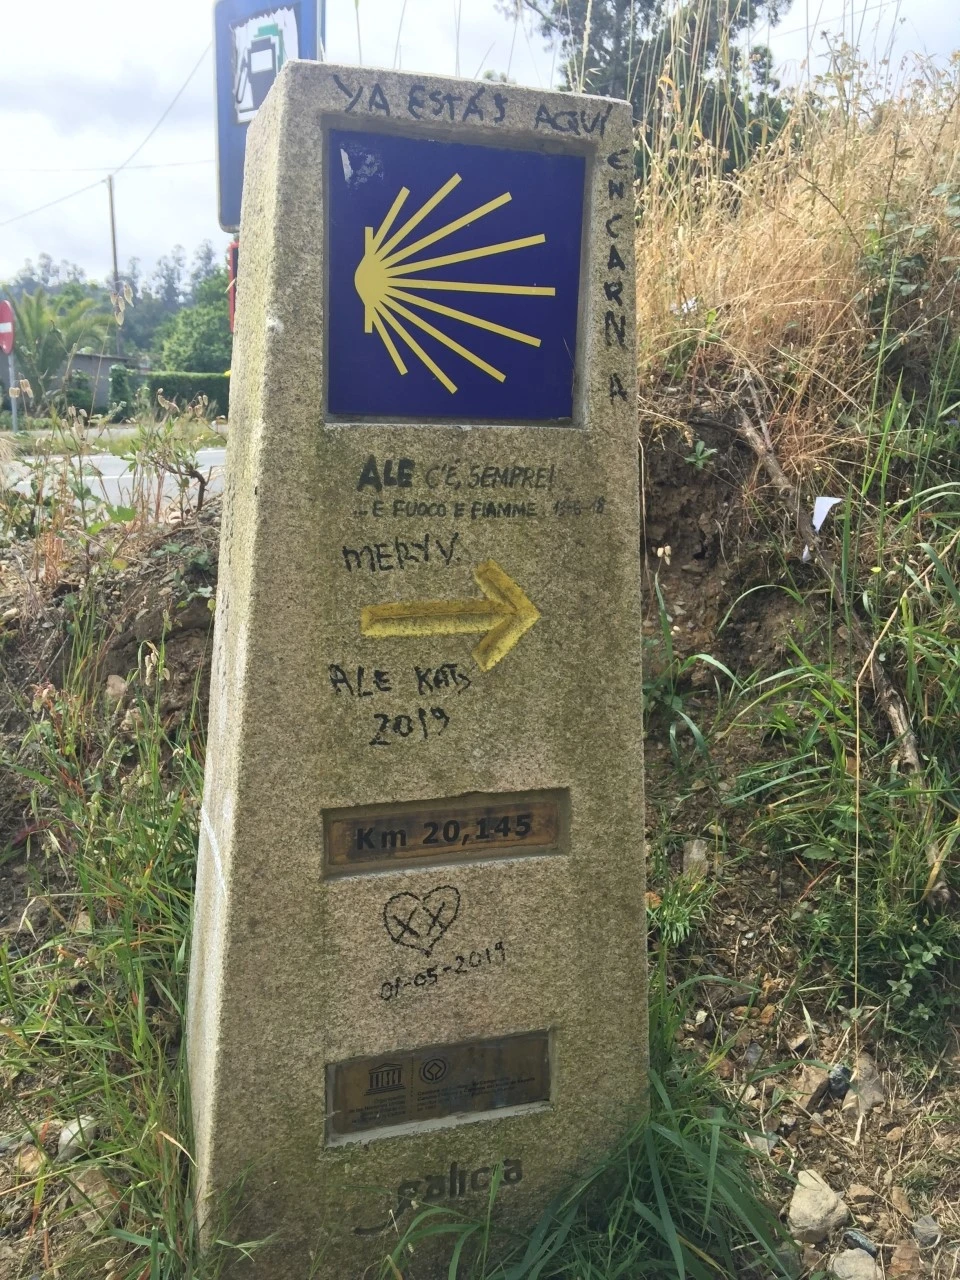 YA ESTÁS AQUÍ
ENCARNA
ALE C'É, SEMPRE!
... E FUOCO E FIAMME
MERY V.
ALE KATS
2019
Km 20,145
XX
01-05-2019
galicia